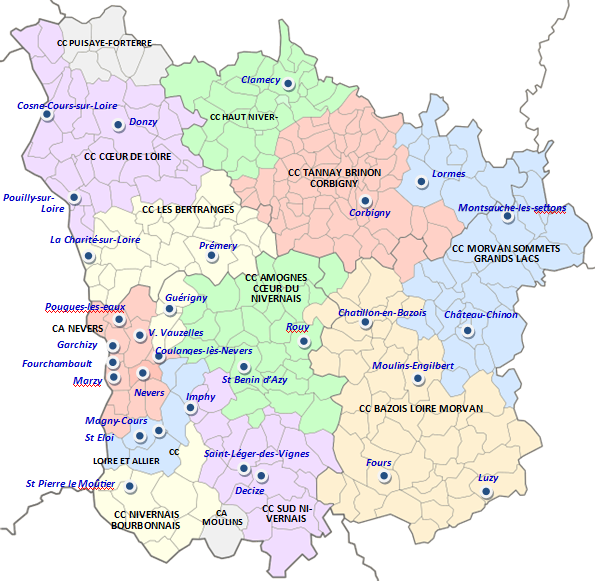 CC PUISAYE-FORTERRE
Clamecy
Cosne-Cours-sur-Loire
Donzy
CC HAUT NIVER-
CC CŒUR DE LOIRE
CC TANNAY BRINON
CORBIGNY
Lormes
Pouilly-sur-
Loire
CC LES BERTRANGES
Corbigny
Montsauche-les-settons
La Charité-sur-Loire
Prémery
CC MORVAN SOMMETS
GRANDS LACS
CC AMOGNES
CŒUR DU
NIVERNAIS
Guérigny
Pougues-les-eaux
Chatillon-en-Bazois
Château-Chinon
CA NEVERS
V. Vauzelles
Rouy
Garchizy
Coulanges-lès-Nevers
Fourchambault
Moulins-Engilbert
Marzy
St Benin d'Azy
Nevers
Imphy
CC BAZOIS LOIRE MORVAN
Magny-Cours
St Eloi
CC
LOIRE ET ALLIER
Saint-Léger-des-Vignes
Fours
Luzy
St Pierre le Moutier
Decize
CC NIVERNAIS
BOURBONNAIS
CA
MOULINS
CC SUD NI-
VERNAIS